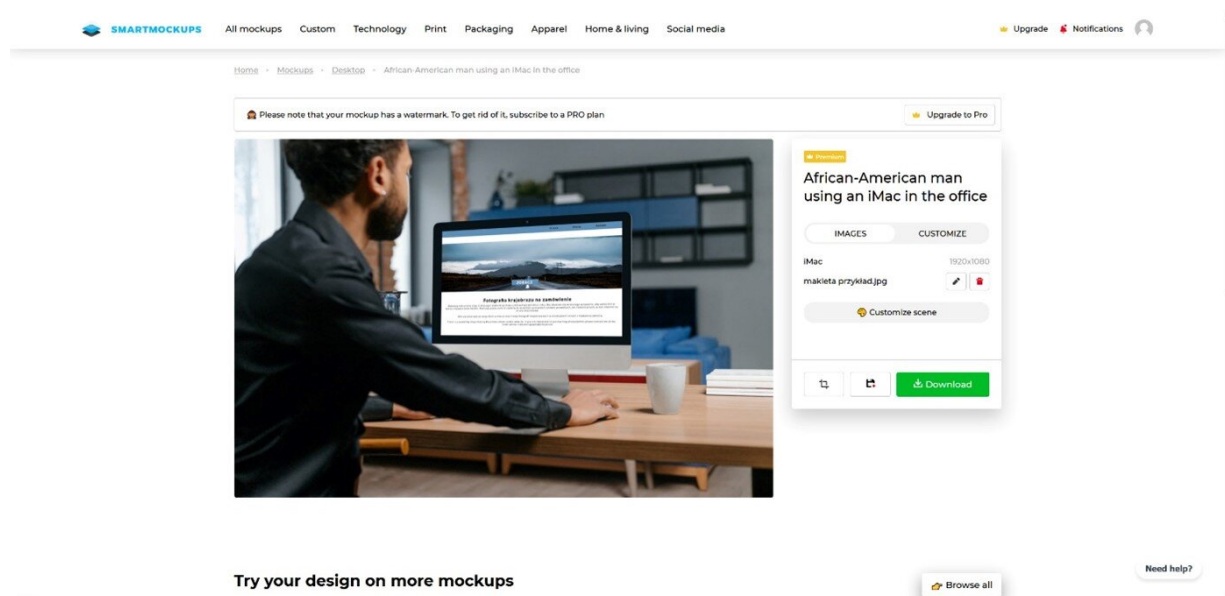 SMARTMOCKUPS
All mockups Custom Technology Print Packaging Apparel Home & living Social media
Upgrade Notifications
Home Mockups Desktop African-American man using an iMac in the office
Please note that your mockup has a watermark. To get rid of it, subscribe to a PRO plan
Upgrade to Pro
Premium
African-American man
using an iMac in the office
IMAGES CUSTOMIZE
iMac 1920x1080
makieta przykład.jpg
Customize scene
Download
Fotografia krajobrazu na zamówienie
Try your design on more mockups
Browse all
Need help?